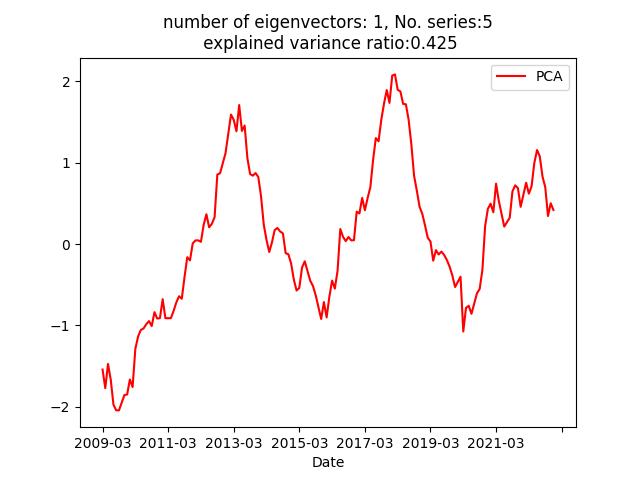 number of eigenvectors: 1, No. series:5
explained variance ratio:0.425
PCA
2
1
0
−1
−2
2009-03 2011-03 2013-03 2015-03 2017-03 2019-03 2021-03
Date